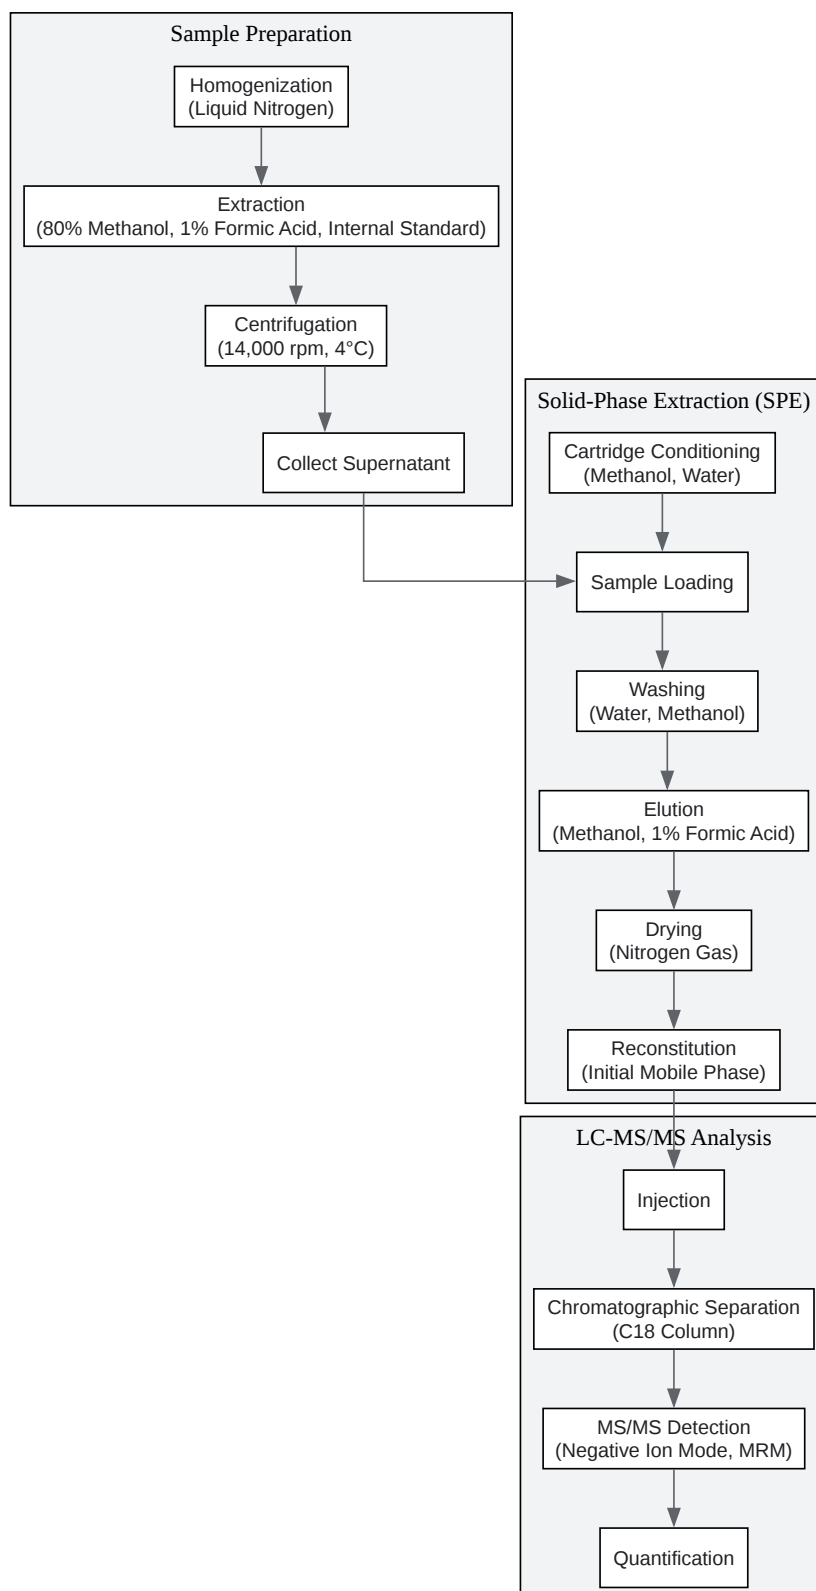 Sample Preparation
Homogenization
(Liquid Nitrogen)
Extraction
(80% Methanol, 1% Formic Acid, Internal Standard)
Centrifugation
(14,000 rpm, 4°C)
Collect Supernatant
Solid-Phase Extraction (SPE)
Cartridge Conditioning
(Methanol, Water)
Sample Loading
Washing
(Water, Methanol)
Elution
(Methanol, 1% Formic Acid)
Drying
(Nitrogen Gas)
Reconstitution
(Initial Mobile Phase)
LC-MS/MS Analysis
Injection
Chromatographic Separation
(C18 Column)
MS/MS Detection
(Negative Ion Mode, MRM)
Quantification